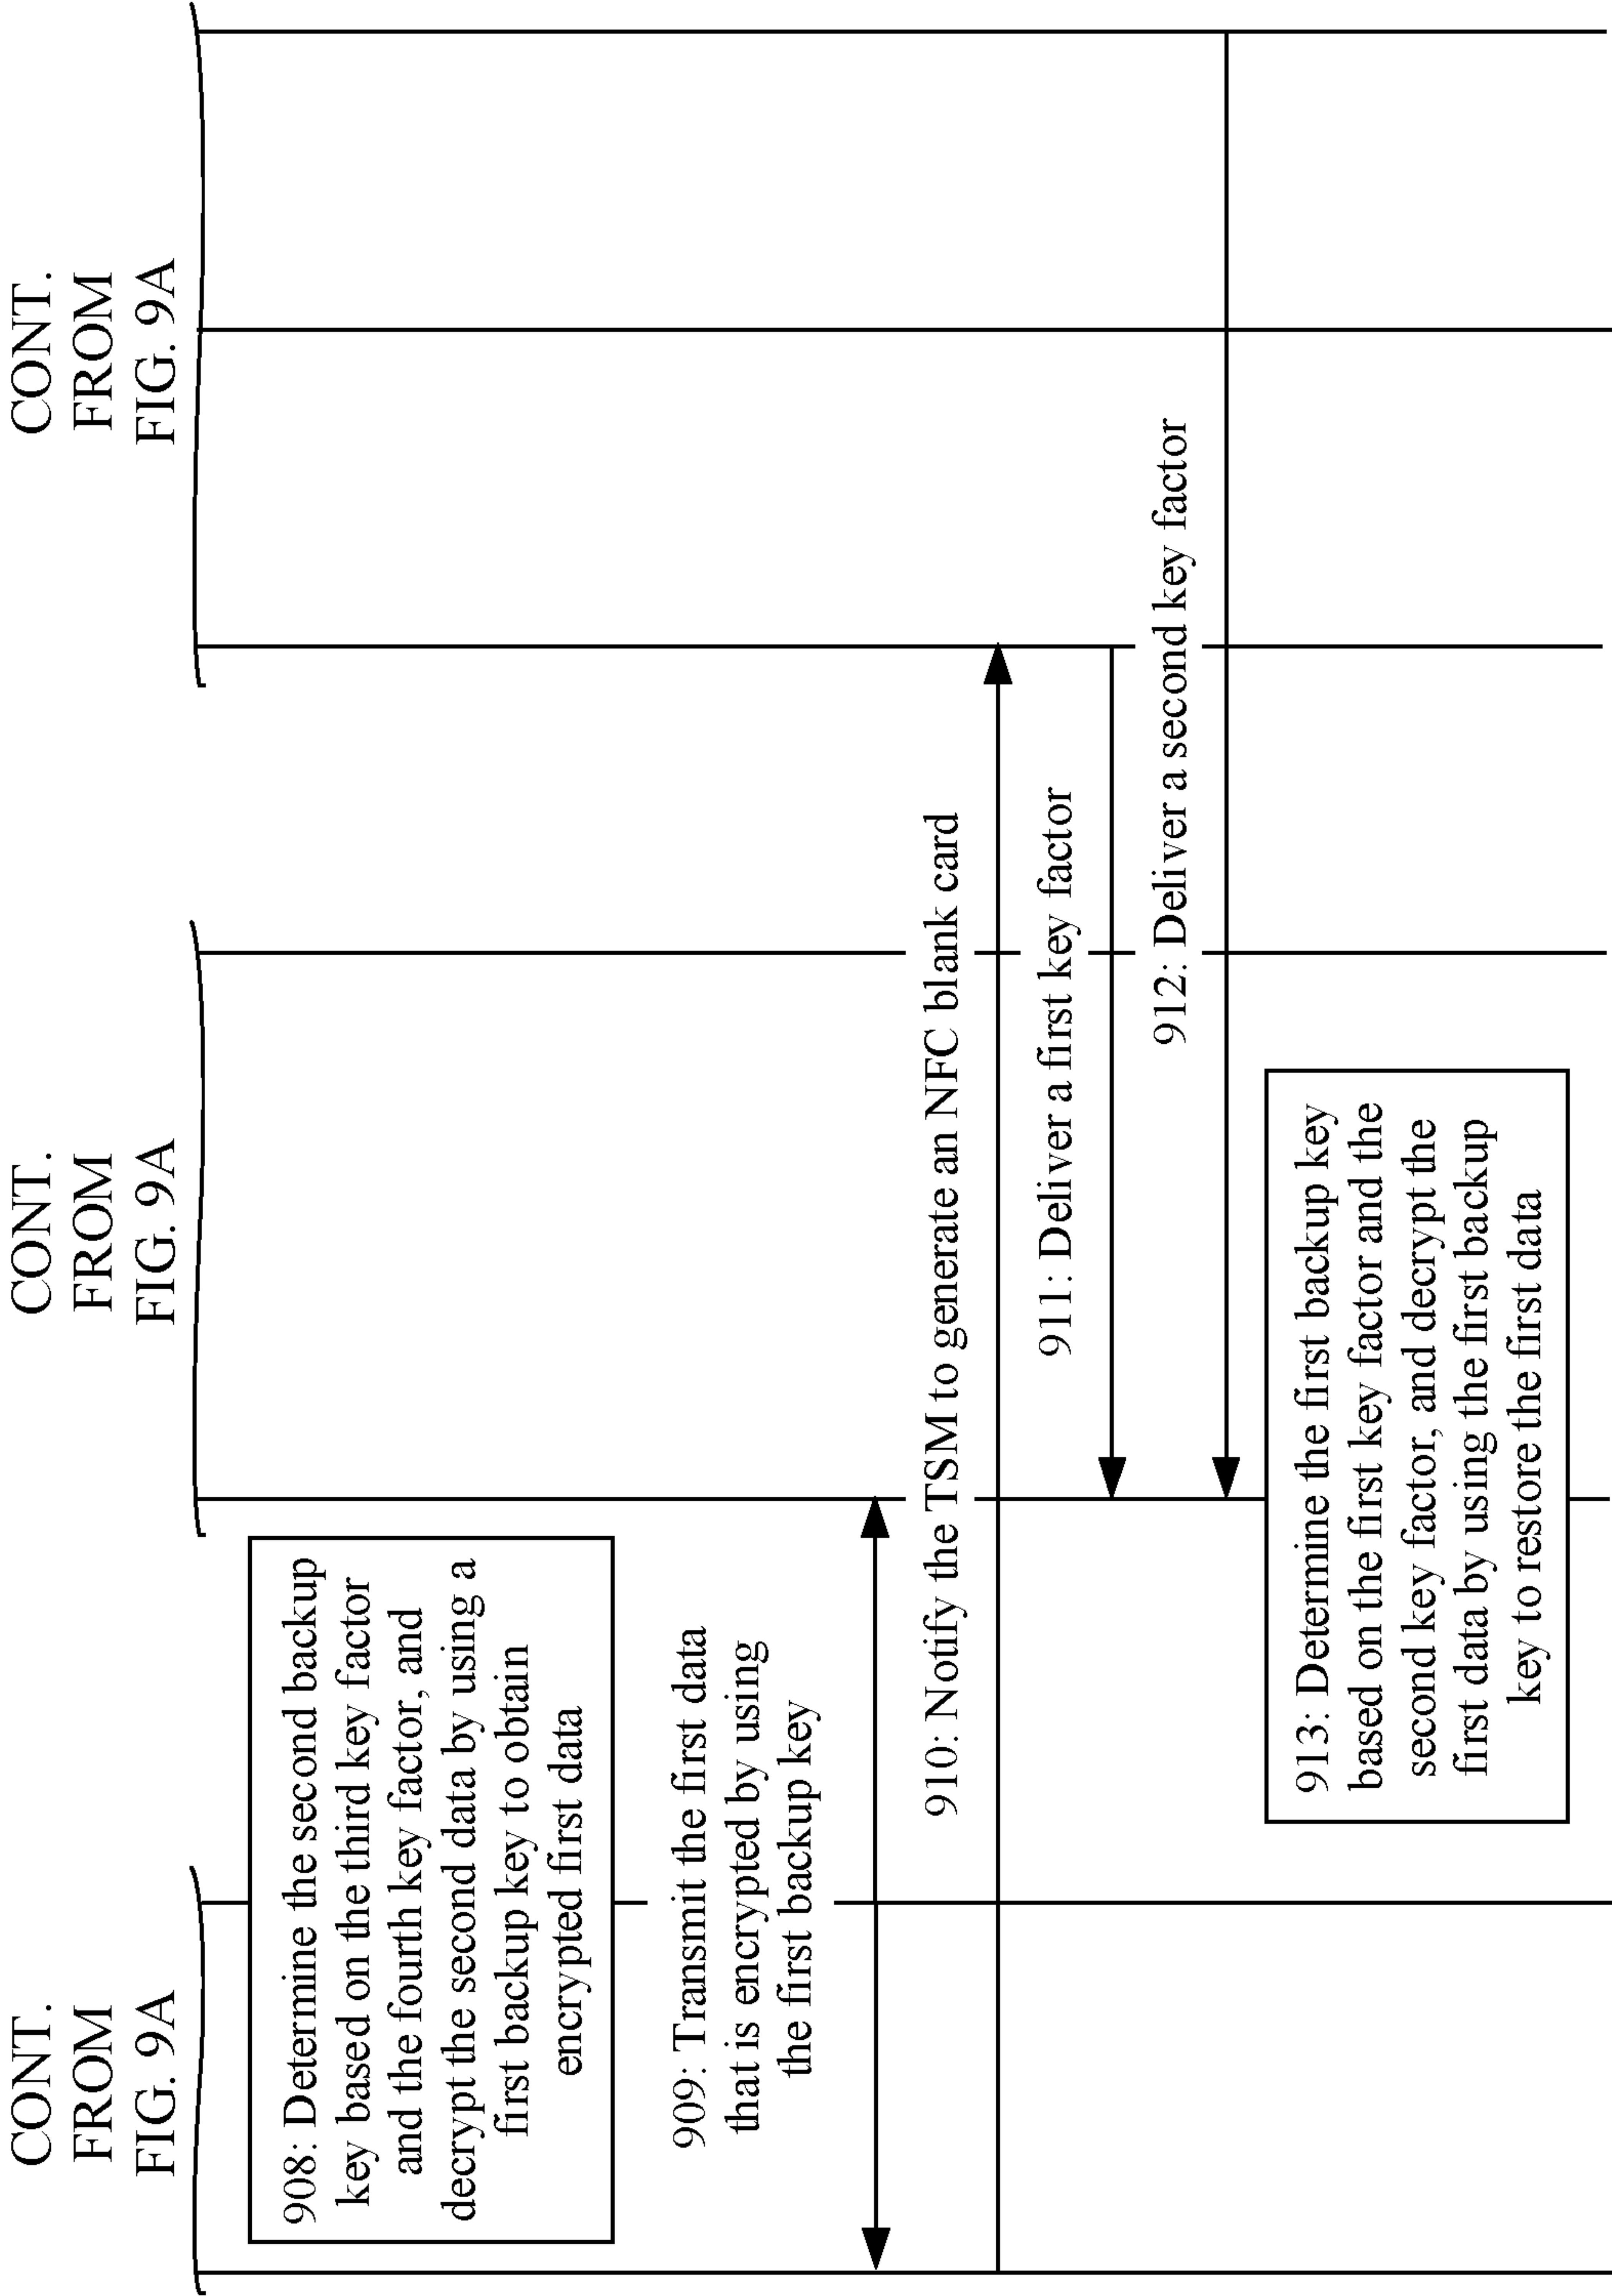 CONT.
FROM
FIG. 9A
CONT.
FROM
FIG. 9A
CONT.
FROM
FIG. 9A
908: Determine the second backup
key based on the third key factor
and the fourth key factor, and
decrypt the second data by using a
first backup key to obtain
encrypted first data
909: Transmit the first data
that is encrypted by using
the first backup key
910: Notify the TSM to generate an NFC blank card
911: Deliver a first key factor
912: Deliver a second key factor
913: Determine the first backup key
based on the first key factor and the
second key factor, and decrypt the
first data by using the first backup
key to restore the first data